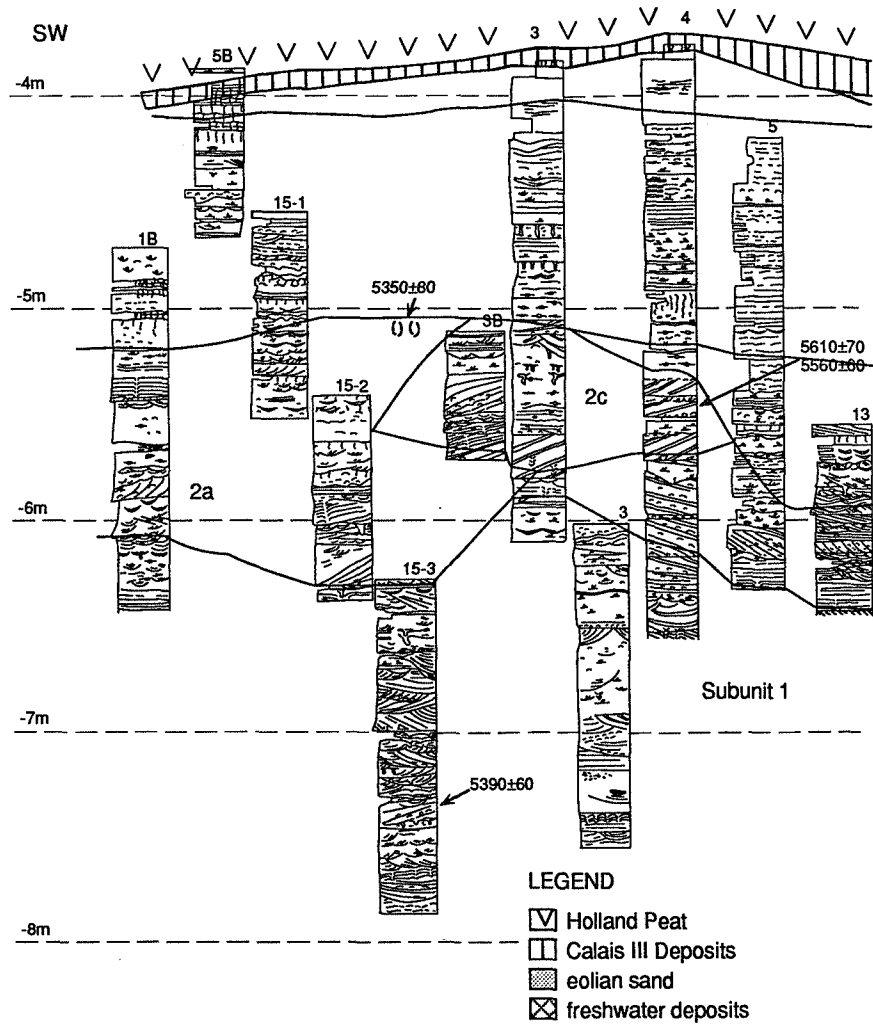 SW
3
4
5B
-4m
5
15-1
1B
5350±80
-5m
3B
5610±70
5560±60
15-2
2c
13
2a
-6m
3
15-3
Subunit 1
-7m
5390±60
LEGEND
Holland Peat
Calais III Deposits
-8m
eolian sand
freshwater deposits